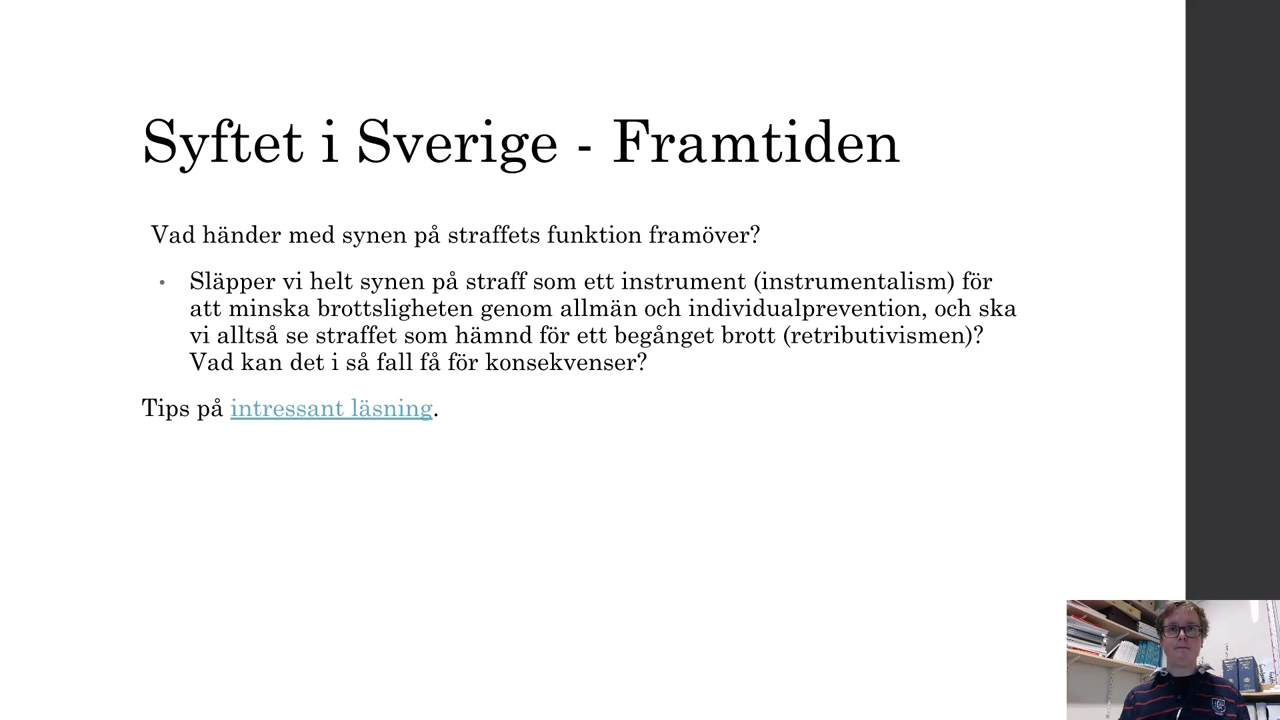 Syftet i Sverige - Framtiden
Vad händer med synen på straffets funktion framöver?
• Släpper vi helt synen på straff som ett instrument (instrumentalism) för
att minska brottsligheten genom allmän och individualprevention, och ska
vi alltså se straffet som hämnd för ett begånget brott (retributivismen)?
Vad kan det i så fall få för konsekvenser?
Tips på intressant läsning.